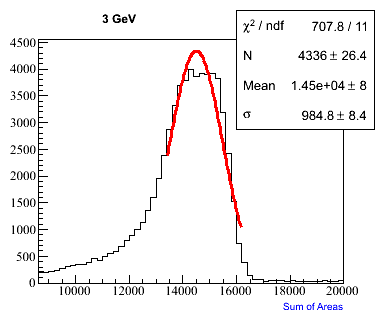 3 GeV
χ² / ndf 707.8 / 11
N 4336 ± 26.4
Mean 1.45e+04 ± 8
σ 984.8 ± 8.4
4500
4000
3500
3000
2500
2000
1500
1000
500
0
10000 12000 14000 16000 18000 20000
Sum of Areas